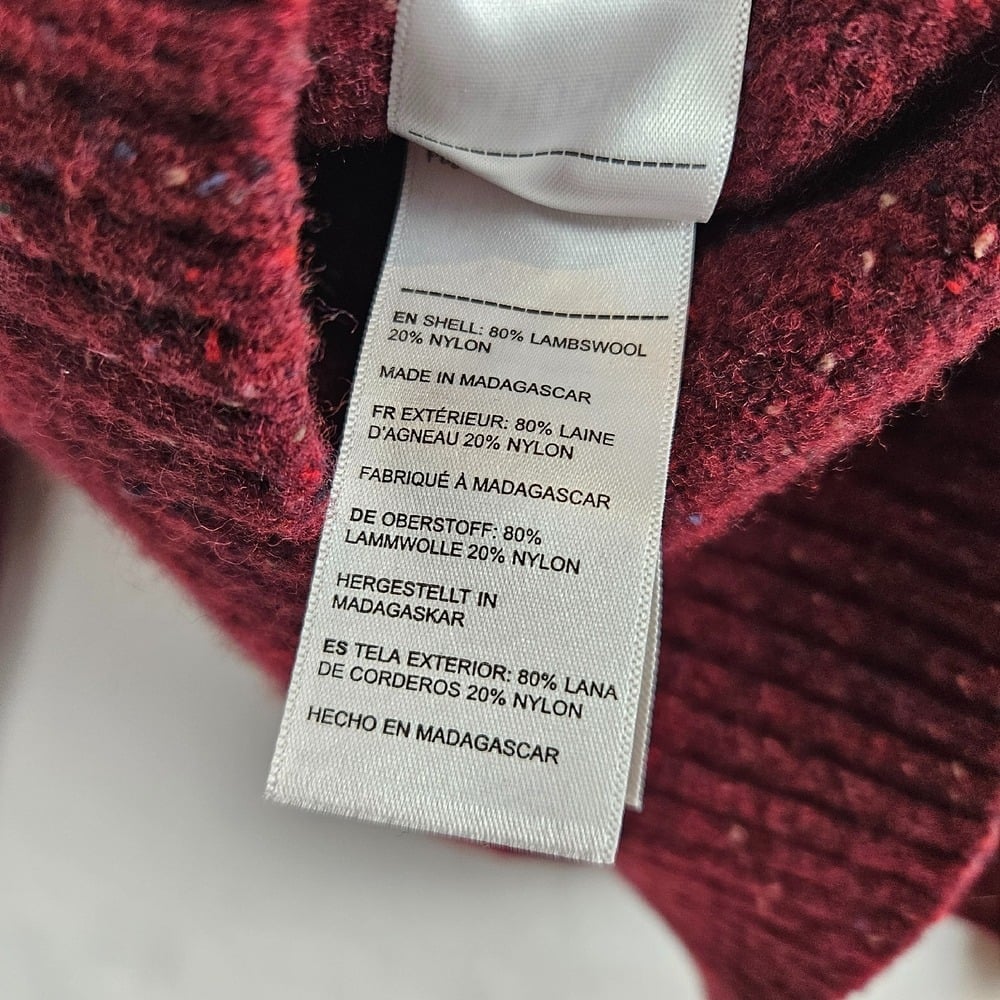 EN SHELL: 80% LAMBSWOOL
20% NYLON
MADE IN MADAGASCAR
FR EXTÉRIEUR: 80% LAINE
D'AGNEAU 20% NYLON
FABRIQUÉ À MADAGASCAR
DE OBERSTOFF: 80%
LAMMWOLLE 20% NYLON
HERGESTELLT IN
MADAGASKAR
ES TELA EXTERIOR: 80% LANA
DE CORDEROS 20% NYLON
HECHO EN MADAGASCAR